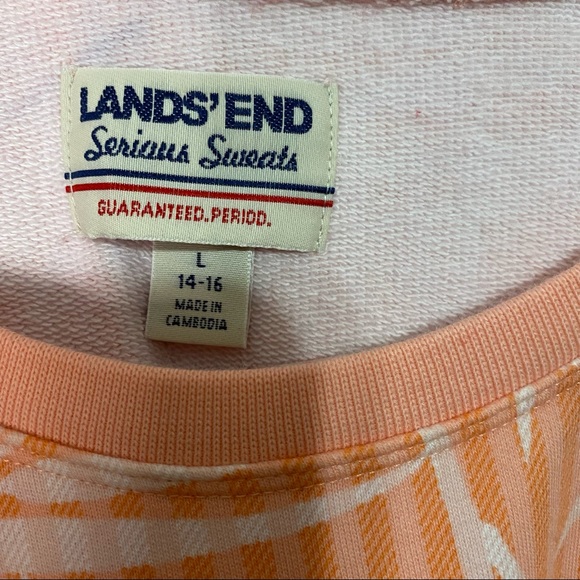 LANDS' END
Serious Sweats
GUARANTEED.PERIOD.
L
14-16
MADE IN
CAMBODIA